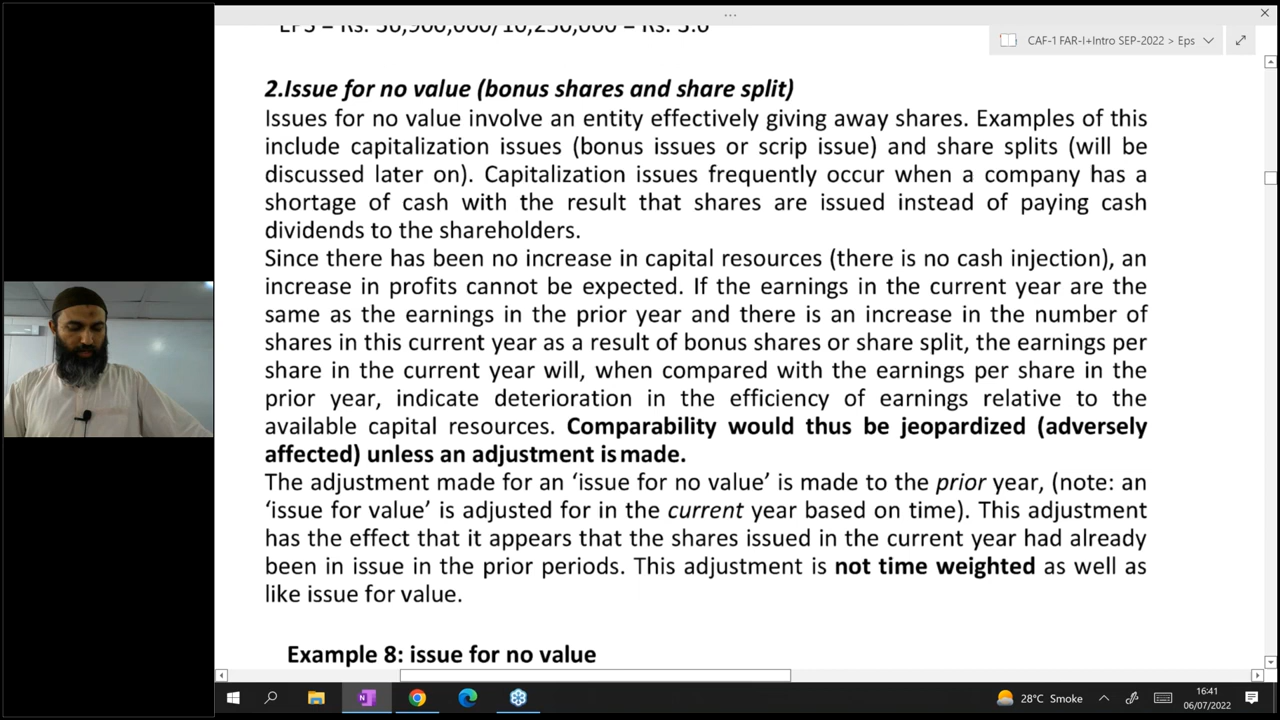 EPS = Rs. 36,900,000/10,250,000 = Rs. 3.6
CAF-1 FAR-I+Intro SEP-2022 > Eps
2.Issue for no value (bonus shares and share split)
Issues for no value involve an entity effectively giving away shares. Examples of this
include capitalization issues (bonus issues or scrip issue) and share splits (will be
discussed later on). Capitalization issues frequently occur when a company has a
shortage of cash with the result that shares are issued instead of paying cash
dividends to the shareholders.
Since there has been no increase in capital resources (there is no cash injection), an
increase in profits cannot be expected. If the earnings in the current year are the
same as the earnings in the prior year and there is an increase in the number of
shares in this current year as a result of bonus shares or share split, the earnings per
share in the current year will, when compared with the earnings per share in the
prior year, indicate deterioration in the efficiency of earnings relative to the
available capital resources. Comparability would thus be jeopardized (adversely
affected) unless an adjustment is made.
The adjustment made for an ‘issue for no value’ is made to the prior year, (note: an
‘issue for value’ is adjusted for in the current year based on time). This adjustment
has the effect that it appears that the shares issued in the current year had already
been in issue in the prior periods. This adjustment is not time weighted as well as
like issue for value.
Example 8: issue for no value
28°C Smoke
16:41
06/07/2022